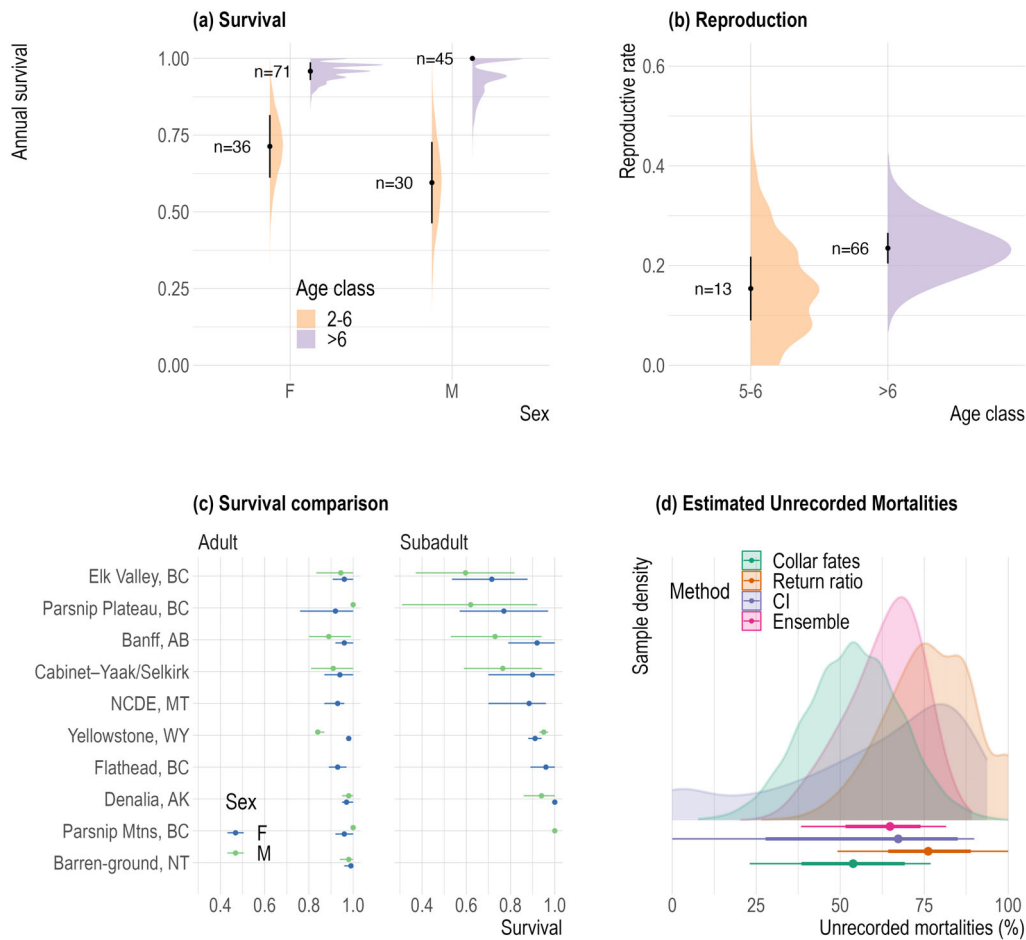 (a) Survival
Annual survival
1.00
0.75
0.50
0.25
0.00
n=71
n=45
n=36
n=30
Age class
2-6
>6
F
M
Sex
(b) Reproduction
Reproductive rate
0.6
0.4
0.2
0.0
n=13
n=66
5-6
>6
Age class
(c) Survival comparison
Adult
Subadult
Elk Valley, BC
Parsnip Plateau, BC
Banff, AB
Cabinet–Yaak/Selkirk
NCDE, MT
Yellowstone, WY
Flathead, BC
Denalia, AK
Parsnip Mtns, BC
Barren-ground, NT
Sex
F
M
0.4 0.6 0.8 1.0
0.4 0.6 0.8 1.0
Survival
(d) Estimated Unrecorded Mortalities
Sample density
Method
Collar fates
Return ratio
CI
Ensemble
0 25 50 75 100
Unrecorded mortalities (%)